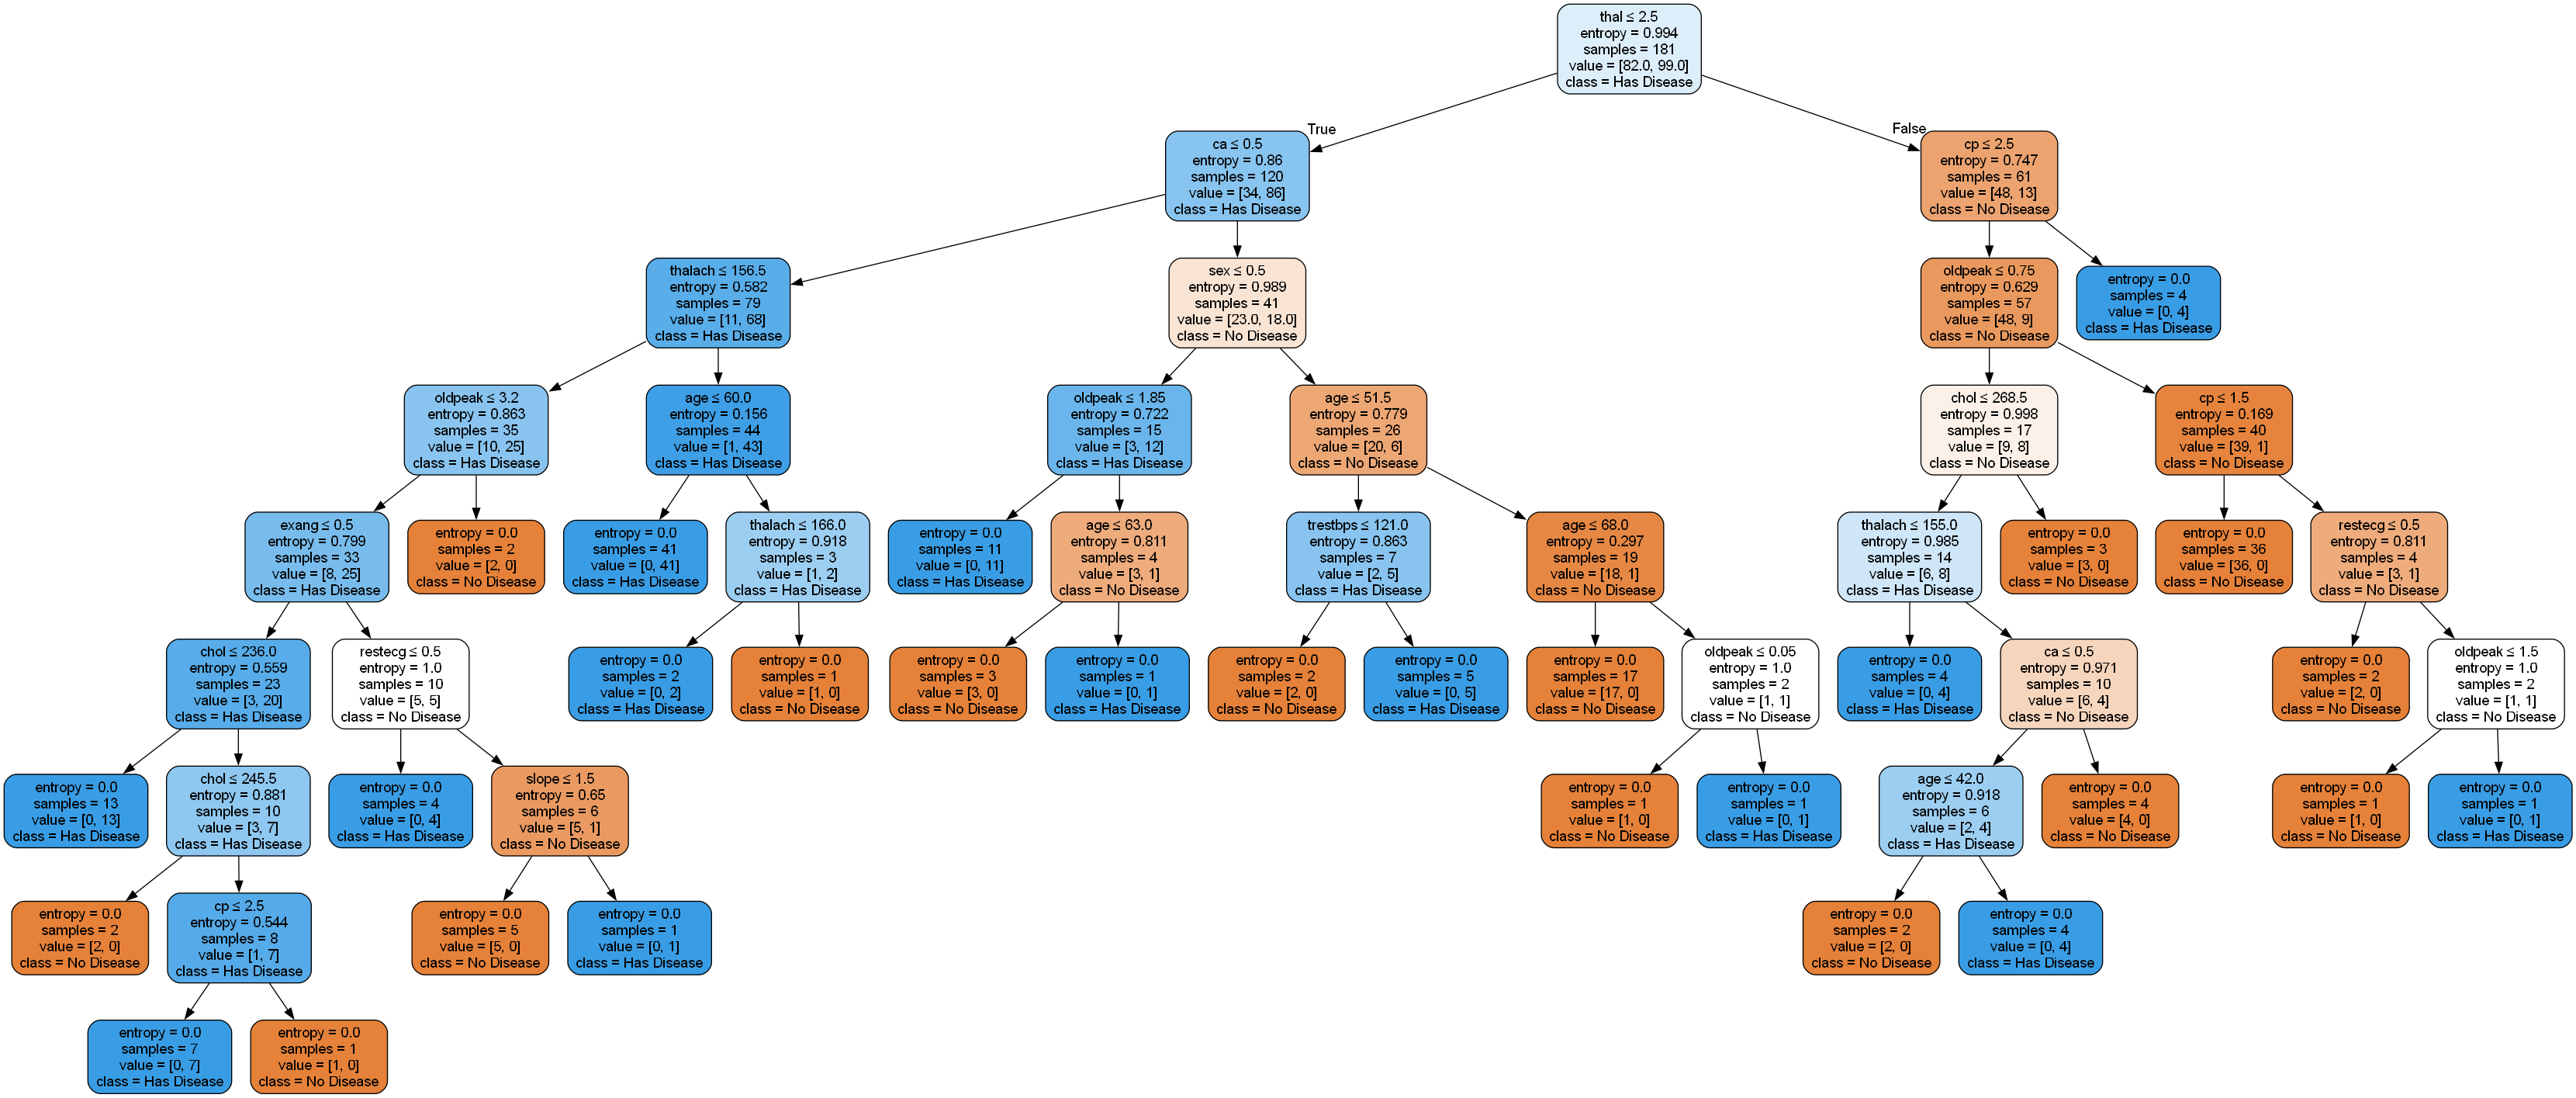 thal ≤ 2.5
entropy = 0.994
samples = 181
value = [82.0, 99.0]
class = Has Disease
True
False
ca ≤ 0.5
entropy = 0.86
samples = 120
value = [34, 86]
class = Has Disease
cp ≤ 2.5
entropy = 0.747
samples = 61
value = [48, 13]
class = No Disease
thalach ≤ 156.5
entropy = 0.582
samples = 79
value = [11, 68]
class = Has Disease
sex ≤ 0.5
entropy = 0.989
samples = 41
value = [23.0, 18.0]
class = No Disease
oldpeak ≤ 0.75
entropy = 0.629
samples = 57
value = [48, 9]
class = No Disease
entropy = 0.0
samples = 4
value = [0, 4]
class = Has Disease
oldpeak ≤ 3.2
entropy = 0.863
samples = 35
value = [10, 25]
class = Has Disease
age ≤ 60.0
entropy = 0.156
samples = 44
value = [1, 43]
class = Has Disease
oldpeak ≤ 1.85
entropy = 0.722
samples = 15
value = [3, 12]
class = Has Disease
age ≤ 51.5
entropy = 0.779
samples = 26
value = [20, 6]
class = No Disease
chol ≤ 268.5
entropy = 0.998
samples = 17
value = [9, 8]
class = No Disease
cp ≤ 1.5
entropy = 0.169
samples = 40
value = [39, 1]
class = No Disease
exang ≤ 0.5
entropy = 0.799
samples = 33
value = [8, 25]
class = Has Disease
entropy = 0.0
samples = 2
value = [2, 0]
class = No Disease
entropy = 0.0
samples = 41
value = [0, 41]
class = Has Disease
thalach ≤ 166.0
entropy = 0.918
samples = 3
value = [1, 2]
class = Has Disease
entropy = 0.0
samples = 11
value = [0, 11]
class = Has Disease
age ≤ 63.0
entropy = 0.811
samples = 4
value = [3, 1]
class = No Disease
trestbps ≤ 121.0
entropy = 0.863
samples = 7
value = [2, 5]
class = Has Disease
age ≤ 68.0
entropy = 0.297
samples = 19
value = [18, 1]
class = No Disease
thalach ≤ 155.0
entropy = 0.985
samples = 14
value = [6, 8]
class = Has Disease
entropy = 0.0
samples = 3
value = [3, 0]
class = No Disease
entropy = 0.0
samples = 36
value = [36, 0]
class = No Disease
restecg ≤ 0.5
entropy = 0.811
samples = 4
value = [3, 1]
class = No Disease
chol ≤ 236.0
entropy = 0.559
samples = 23
value = [3, 20]
class = Has Disease
restecg ≤ 0.5
entropy = 1.0
samples = 10
value = [5, 5]
class = No Disease
entropy = 0.0
samples = 2
value = [0, 2]
class = Has Disease
entropy = 0.0
samples = 1
value = [1, 0]
class = No Disease
entropy = 0.0
samples = 3
value = [3, 0]
class = No Disease
entropy = 0.0
samples = 1
value = [0, 1]
class = Has Disease
entropy = 0.0
samples = 2
value = [2, 0]
class = No Disease
entropy = 0.0
samples = 5
value = [0, 5]
class = Has Disease
entropy = 0.0
samples = 17
value = [17, 0]
class = No Disease
oldpeak ≤ 0.05
entropy = 1.0
samples = 2
value = [1, 1]
class = No Disease
entropy = 0.0
samples = 4
value = [0, 4]
class = Has Disease
ca ≤ 0.5
entropy = 0.971
samples = 10
value = [6, 4]
class = No Disease
entropy = 0.0
samples = 2
value = [2, 0]
class = No Disease
oldpeak ≤ 1.5
entropy = 1.0
samples = 2
value = [1, 1]
class = No Disease
entropy = 0.0
samples = 13
value = [0, 13]
class = Has Disease
chol ≤ 245.5
entropy = 0.881
samples = 10
value = [3, 7]
class = Has Disease
entropy = 0.0
samples = 4
value = [0, 4]
class = Has Disease
slope ≤ 1.5
entropy = 0.65
samples = 6
value = [5, 1]
class = No Disease
entropy = 0.0
samples = 1
value = [1, 0]
class = No Disease
entropy = 0.0
samples = 1
value = [0, 1]
class = Has Disease
age ≤ 42.0
entropy = 0.918
samples = 6
value = [2, 4]
class = Has Disease
entropy = 0.0
samples = 4
value = [4, 0]
class = No Disease
entropy = 0.0
samples = 1
value = [1, 0]
class = No Disease
entropy = 0.0
samples = 1
value = [0, 1]
class = Has Disease
entropy = 0.0
samples = 2
value = [2, 0]
class = No Disease
cp ≤ 2.5
entropy = 0.544
samples = 8
value = [1, 7]
class = Has Disease
entropy = 0.0
samples = 5
value = [5, 0]
class = No Disease
entropy = 0.0
samples = 1
value = [0, 1]
class = Has Disease
entropy = 0.0
samples = 2
value = [2, 0]
class = No Disease
entropy = 0.0
samples = 4
value = [0, 4]
class = Has Disease
entropy = 0.0
samples = 7
value = [0, 7]
class = Has Disease
entropy = 0.0
samples = 1
value = [1, 0]
class = No Disease